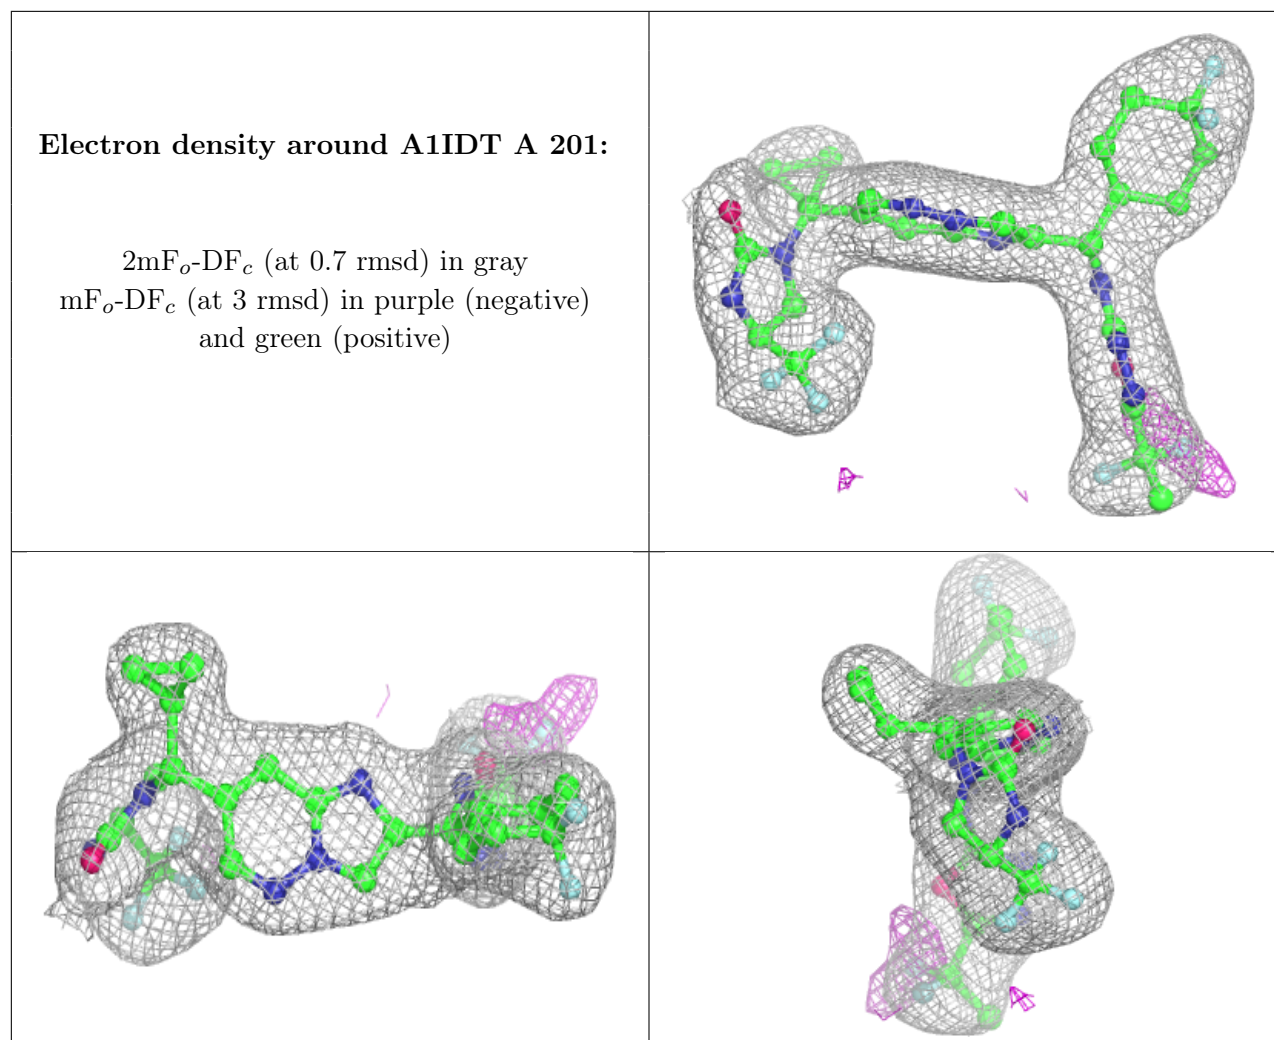 Electron density around A1IDT A 201:
2mFo-DFc (at 0.7 rmsd) in gray
mFo-DFc (at 3 rmsd) in purple (negative)
and green (positive)